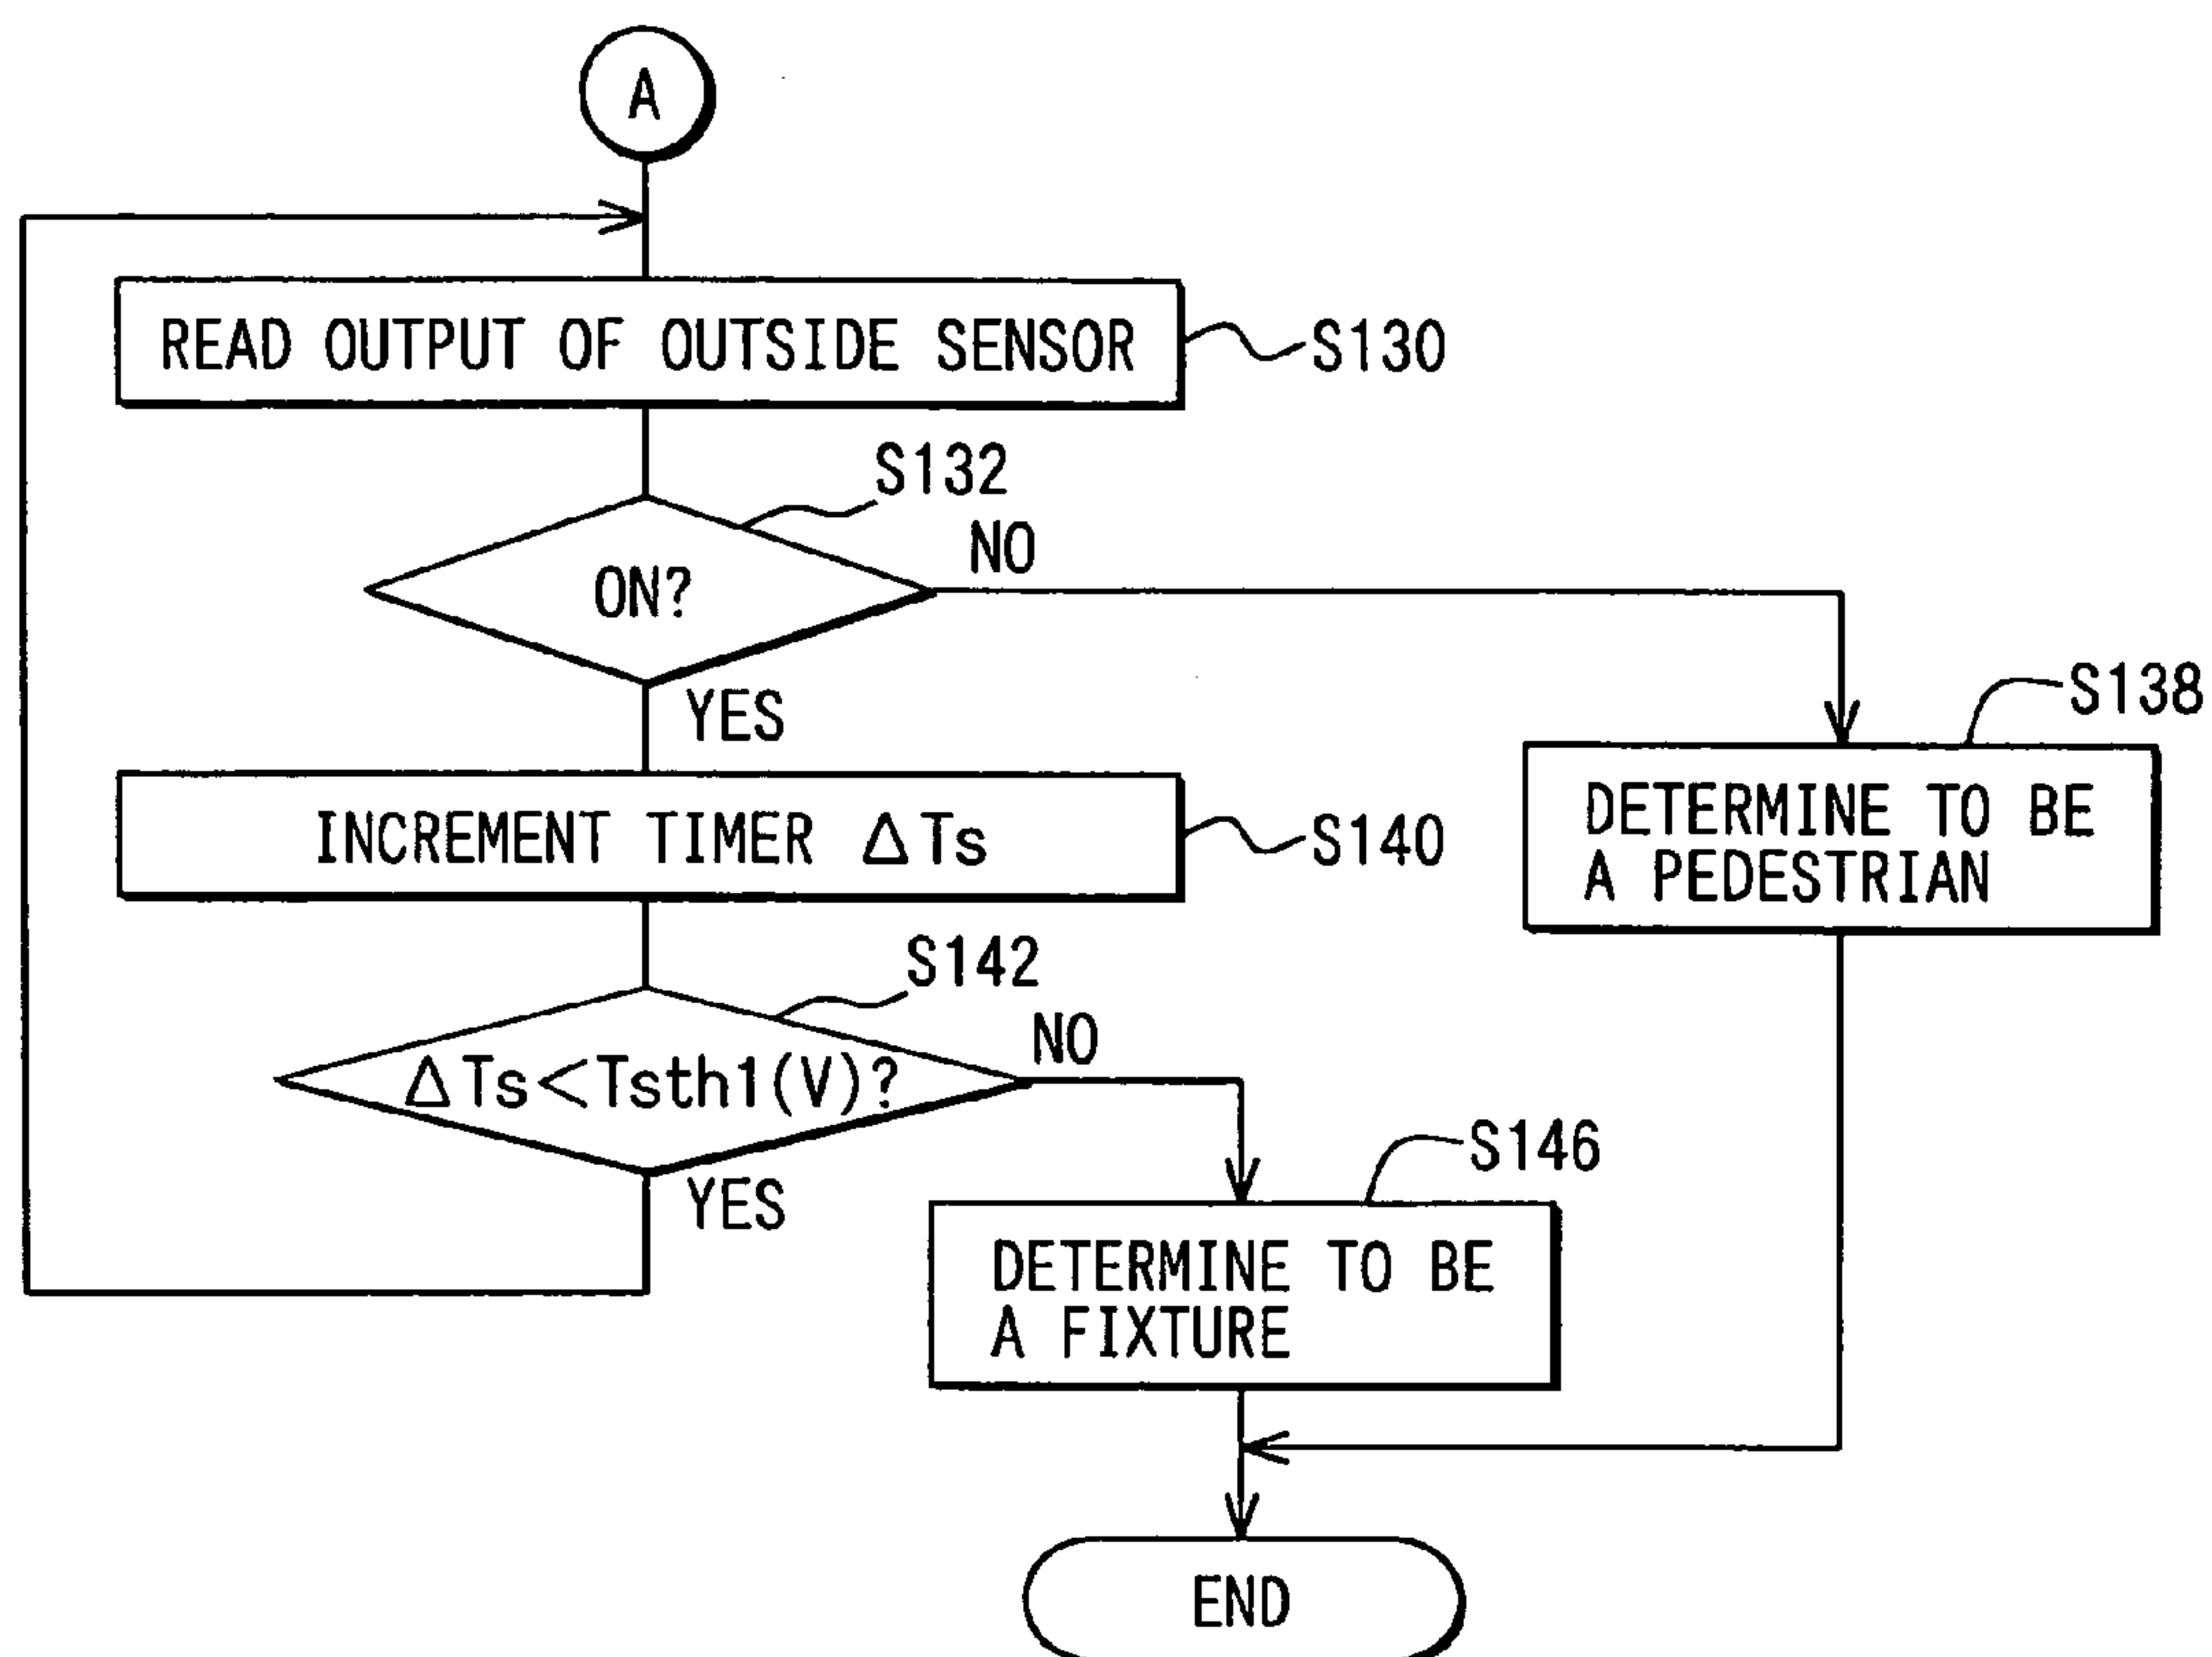 A
READ OUTPUT OF OUTSIDE SENSOR
S130
S132
ON?
NO
YES
S138
DETERMINE TO BE
A PEDESTRIAN
INCREMENT TIMER ΔTs
S140
S142
ΔTs<Tsth1(V)?
NO
YES
S146
DETERMINE TO BE
A FIXTURE
END